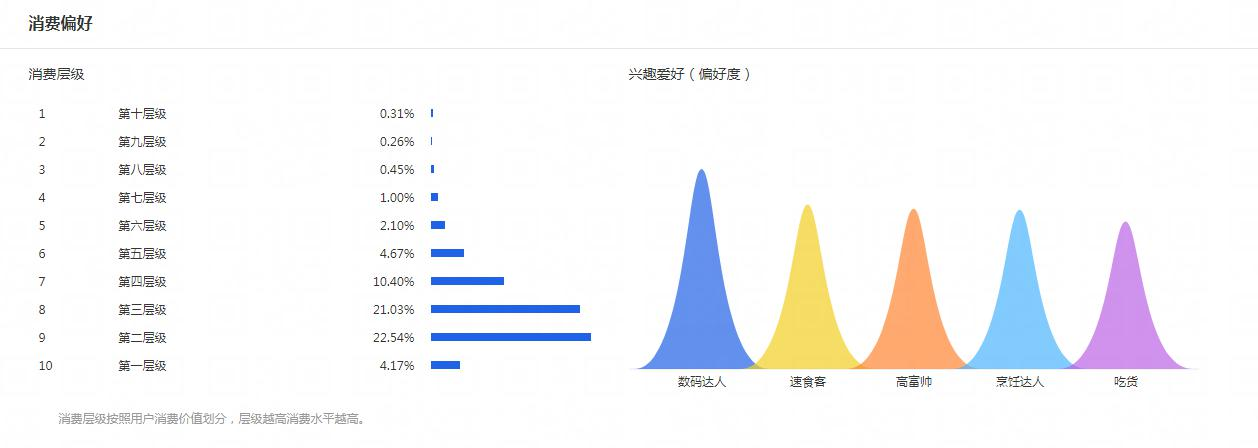 消费偏好
消费层级
1 第十层级 0.31%
2 第九层级 0.26%
3 第八层级 0.45%
4 第七层级 1.00%
5 第六层级 2.10%
6 第五层级 4.67%
7 第四层级 10.40%
8 第三层级 21.03%
9 第二层级 22.54%
10 第一层级 4.17%
消费层级按照用户消费价值划分，层级越高消费水平越高。
兴趣爱好（偏好度）
数码达人 速食客 高富帅 烹饪达人 吃货